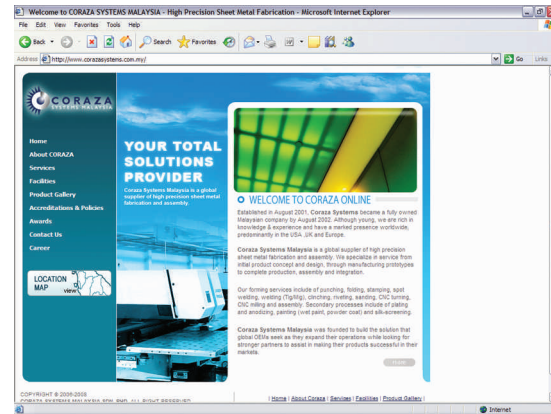 Welcome to CORAZA SYSTEMS MALAYSIA - High Precision Sheet Metal Fabrication - Microsoft Internet Explorer
File Edit View Favorites Tools Help
Back Search Favorites
Address http://www.corazasystems.com.my/ Go Links
CORAZA
SYSTEMS MALAYSIA
Home
About CORAZA
Services
Facilities
Product Gallery
Accreditations & Policies
Awards
Contact Us
Career
LOCATION
MAP view
YOUR TOTAL
SOLUTIONS
PROVIDER
Coraza Systems Malaysia is a global
supplier of high precision sheet metal
fabrication and assembly.
WELCOME TO CORAZA ONLINE
Established in August 2001, Coraza Systems became a fully owned
Malaysian company by August 2002. Although young, we are rich in
knowledge & experience and have a marked presence worldwide,
predominantly in the USA ,UK and Europe.
Coraza Systems Malaysia is a global supplier of high precision
sheet metal fabrication and assembly. We specialize in service from
initial product concept and design, through manufacturing prototypes
to complete production, assembly and integration.
Our forming services include of punching, folding, stamping, spot
welding, welding (Tig/Mig), clinching, riveting, sanding, CNC turning,
CNC milling and assembly. Secondary processes include of plating
and anodizing, painting (wet paint, powder coat) and silk-screening.
Coraza Systems Malaysia was founded to build the solution that
global OEMs seek as they expand their operations while looking for
stronger partners to assist in making their products successful in their
markets.
more
COPYRIGHT © 2006-2008
CORAZA SYSTEMS MALAYSIA SDN. BHD. ALL RIGHT RESERVED
| Home | About Coraza | Services | Facilities | Product Gallery |
Internet